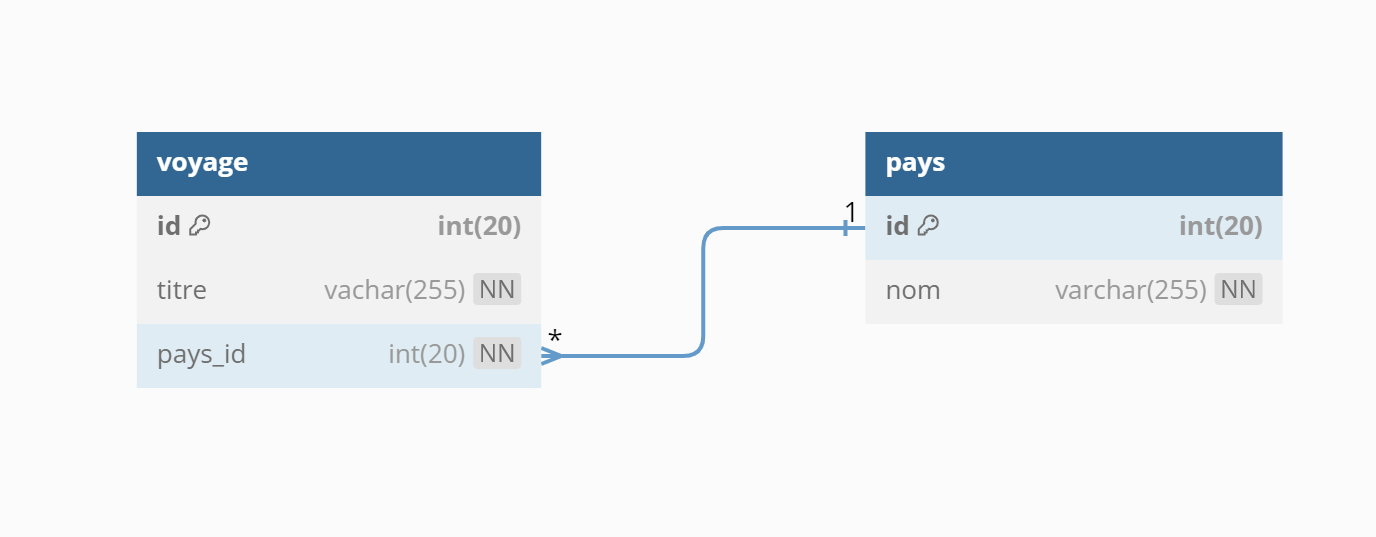 voyage
id int(20)
titre vachar(255) NN
pays_id int(20) NN
*
1
pays
id int(20)
nom varchar(255) NN